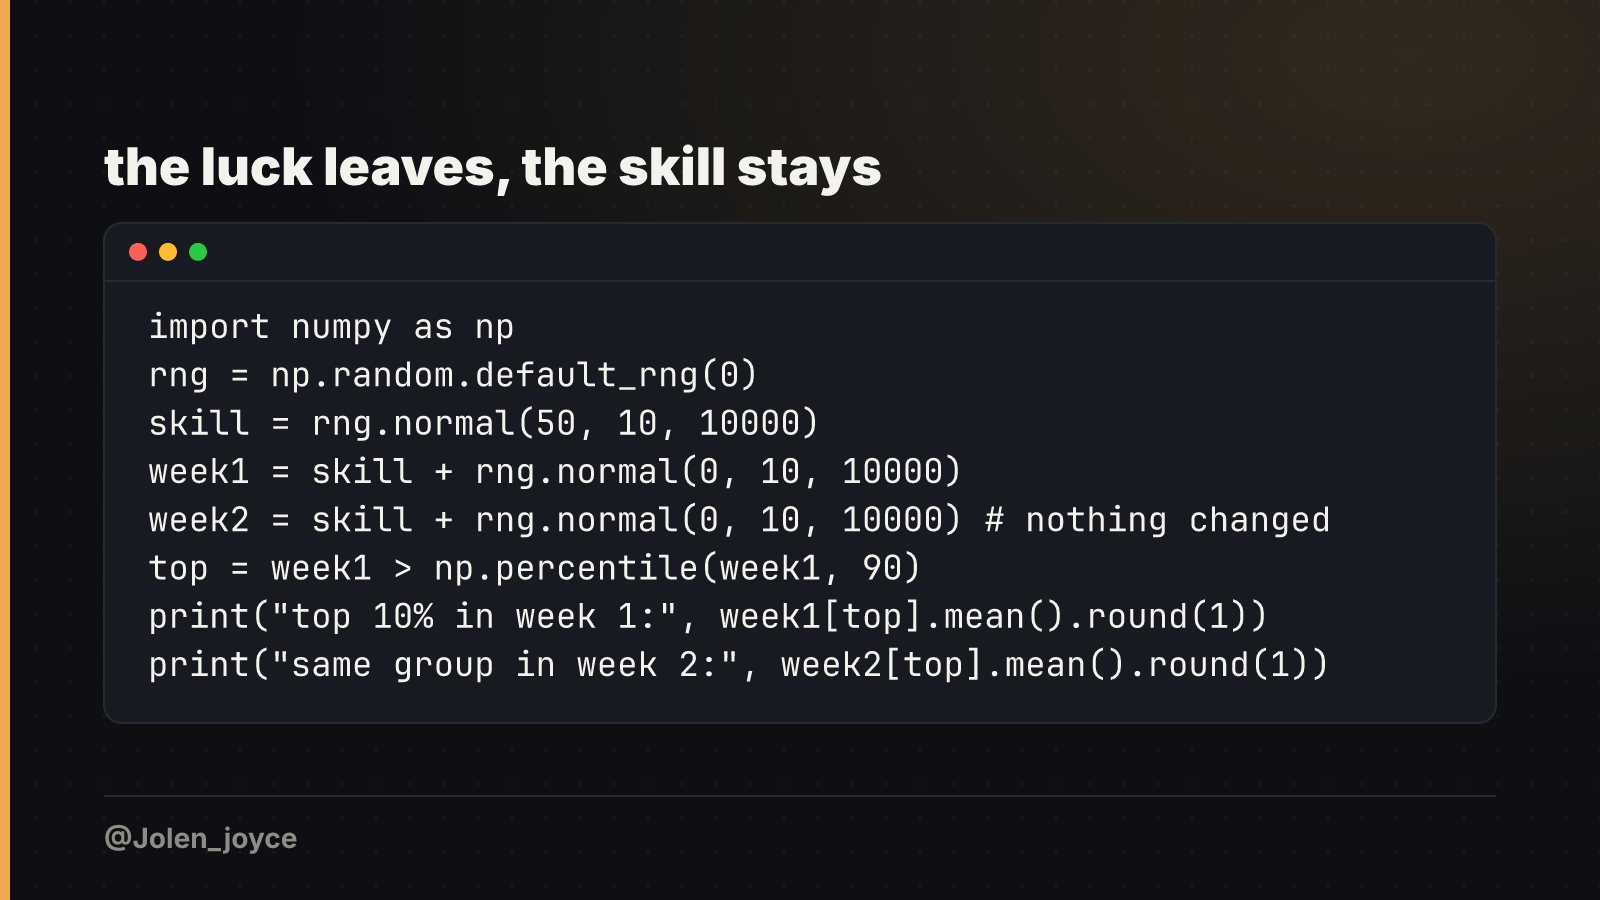 the luck leaves, the skill stays
import numpy as np
rng = np.random.default_rng(0)
skill = rng.normal(50, 10, 10000)
week1 = skill + rng.normal(0, 10, 10000)
week2 = skill + rng.normal(0, 10, 10000) # nothing changed
top = week1 > np.percentile(week1, 90)
print("top 10% in week 1:", week1[top].mean().round(1))
print("same group in week 2:", week2[top].mean().round(1))
@Jolen_joyce